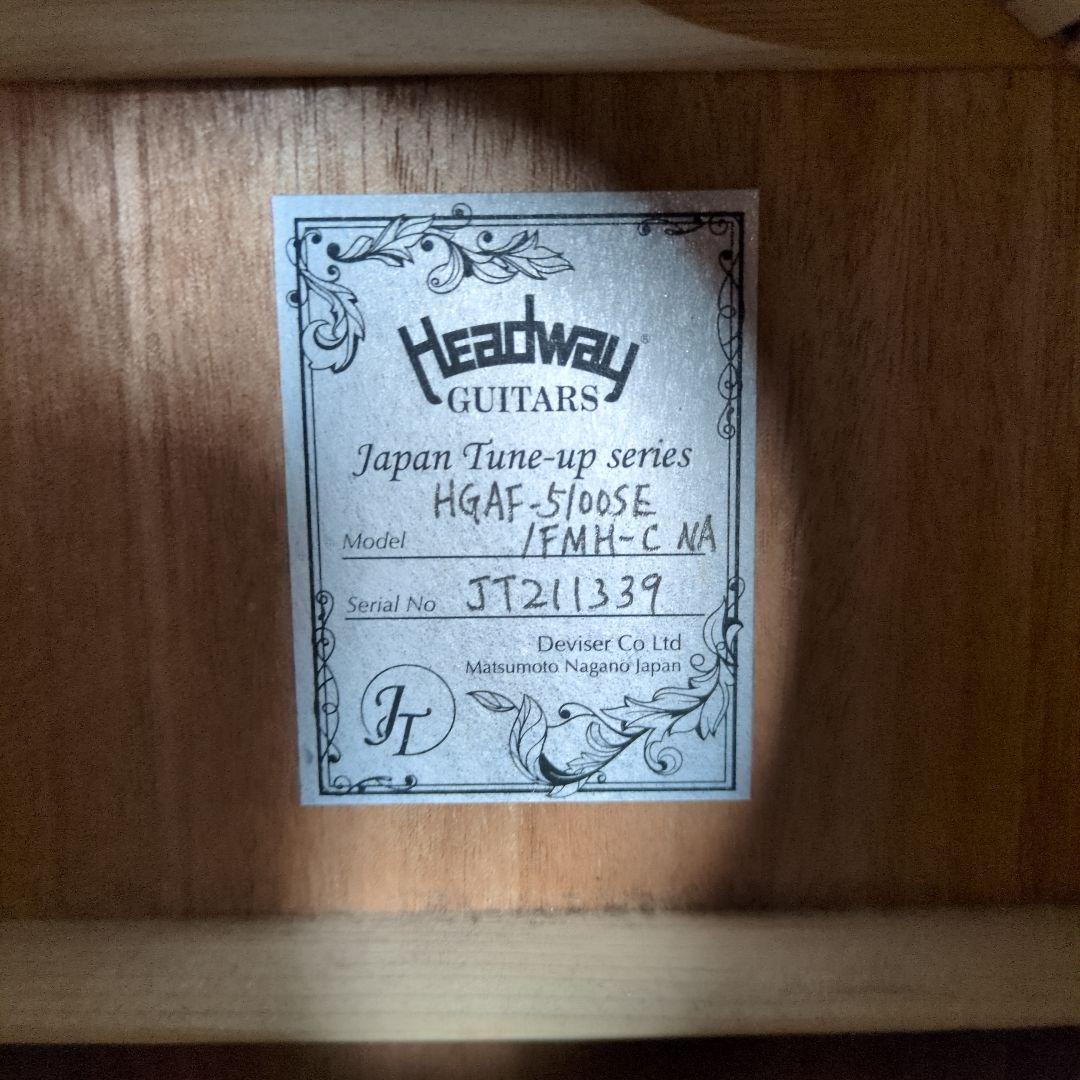 Headway®
GUITARS
Japan Tune-up series
HGAF-5100SE
Model /FMH-C NA
Serial No JT211339
Deviser Co Ltd
Matsumoto Nagano Japan
JT